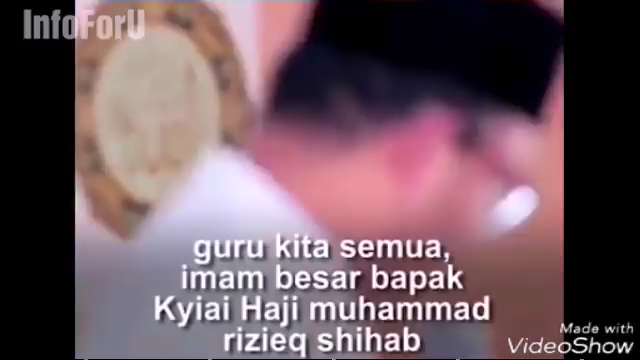 InfoForU
guru kita semua,
imam besar bapak
Kyiai Haji muhammad
rizieq shihab
Made with
VideoShow